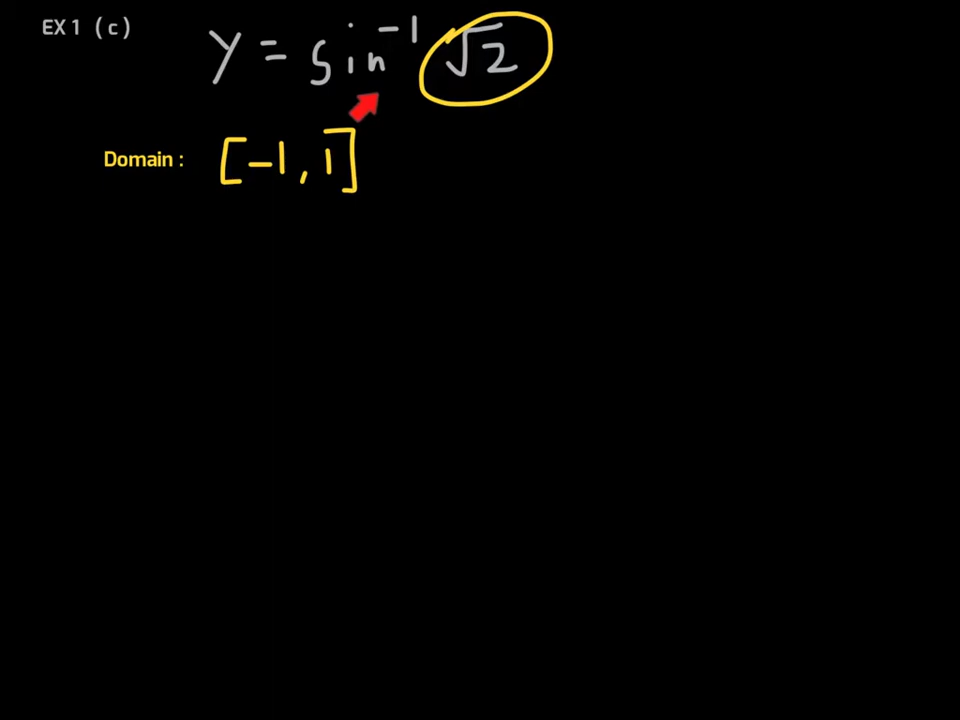 EX 1 ( c )
y = sin⁻¹ √2
Domain : [-1, 1]